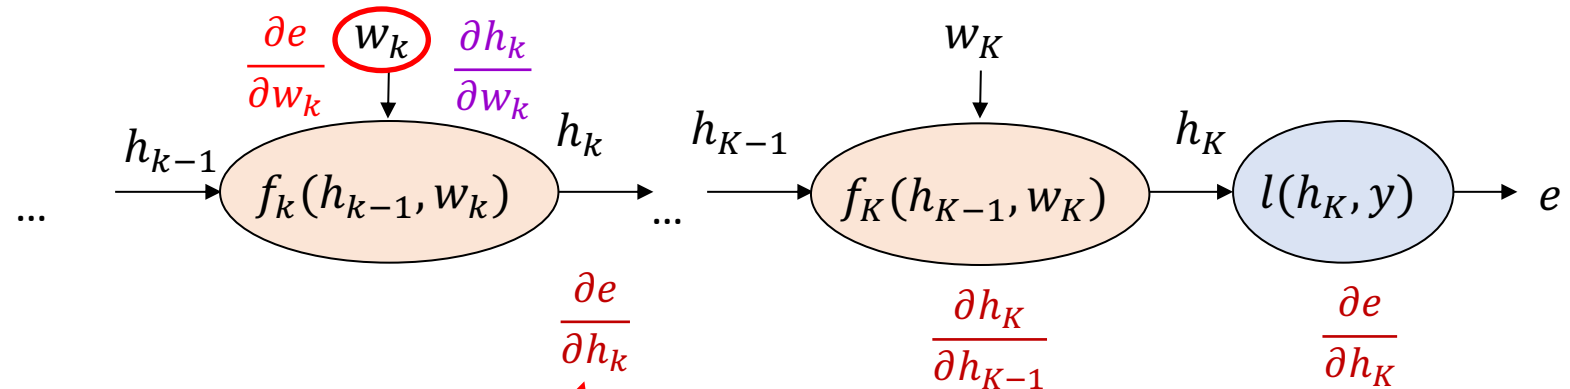 ∂e/∂w_k w_k ∂h_k/∂w_k w_K
h_{k−1} h_k h_{K−1} h_K
... f_k(h_{k−1}, w_k) ... f_K(h_{K−1}, w_K) l(h_K, y) e
∂e/∂h_k ∂h_K/∂h_{K−1} ∂e/∂h_K